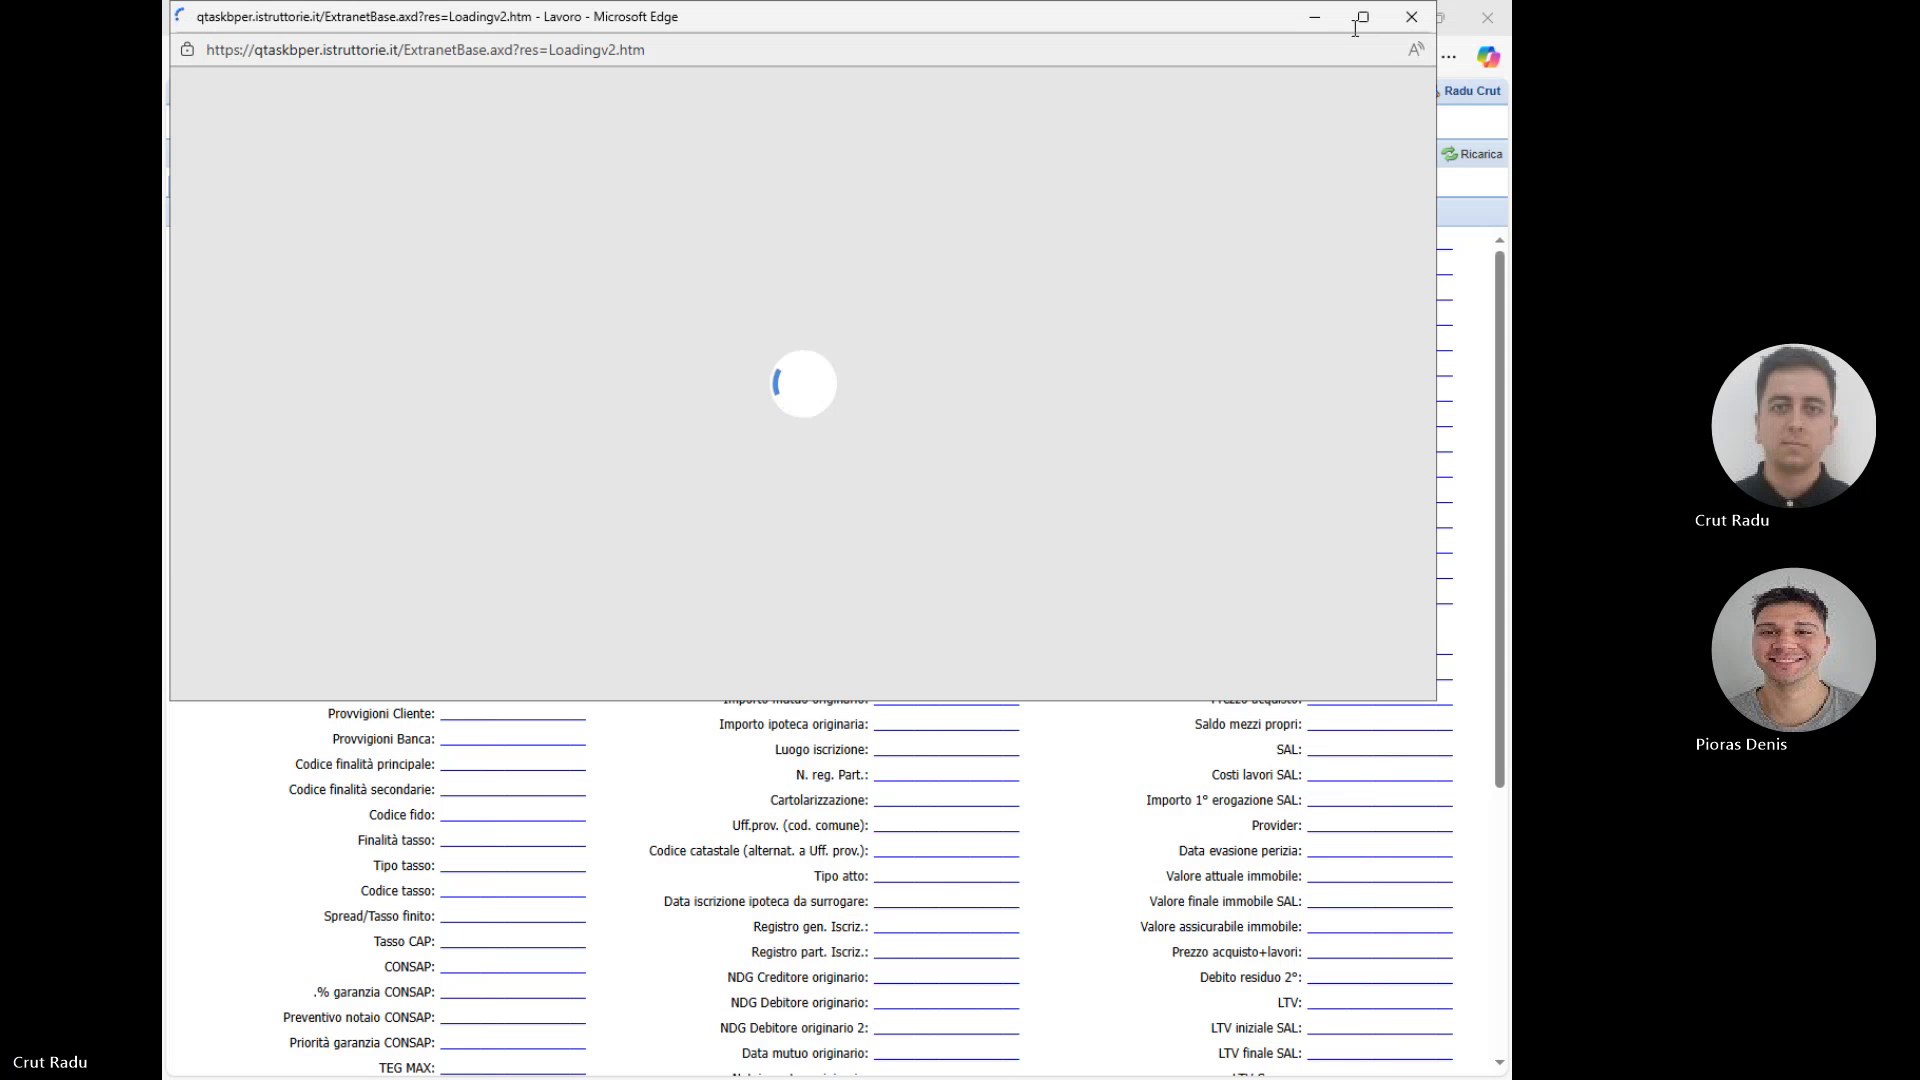 qtaskbper.istruttorie.it/ExtranetBase.axd?res=Loadingv2.htm - Lavoro - Microsoft Edge
https://qtaskbper.istruttorie.it/ExtranetBase.axd?res=Loadingv2.htm
Radu Crut
Ricarica
Importo mutuo originario:
Prezzo acquisto:
Provvigioni Cliente:
Importo ipoteca originaria:
Saldo mezzi propri:
Provvigioni Banca:
Luogo iscrizione:
SAL:
Codice finalità principale:
N. reg. Part.:
Costi lavori SAL:
Codice finalità secondarie:
Cartolarizzazione:
Importo 1° erogazione SAL:
Codice fido:
Uff.prov. (cod. comune):
Provider:
Finalità tasso:
Codice catastale (alternat. a Uff. prov.):
Data evasione perizia:
Tipo tasso:
Tipo atto:
Valore attuale immobile:
Codice tasso:
Data iscrizione ipoteca da surrogare:
Valore finale immobile SAL:
Spread/Tasso finito:
Registro gen. Iscriz.:
Valore assicurabile immobile:
Tasso CAP:
Registro part. Iscriz.:
Prezzo acquisto+lavori:
CONSAP:
NDG Creditore originario:
Debito residuo 2°:
.% garanzia CONSAP:
NDG Debitore originario:
LTV:
Preventivo notaio CONSAP:
NDG Debitore originario 2:
LTV iniziale SAL:
Priorità garanzia CONSAP:
Data mutuo originario:
LTV finale SAL:
TEG MAX:
Crut Radu
Pioras Denis
Crut Radu